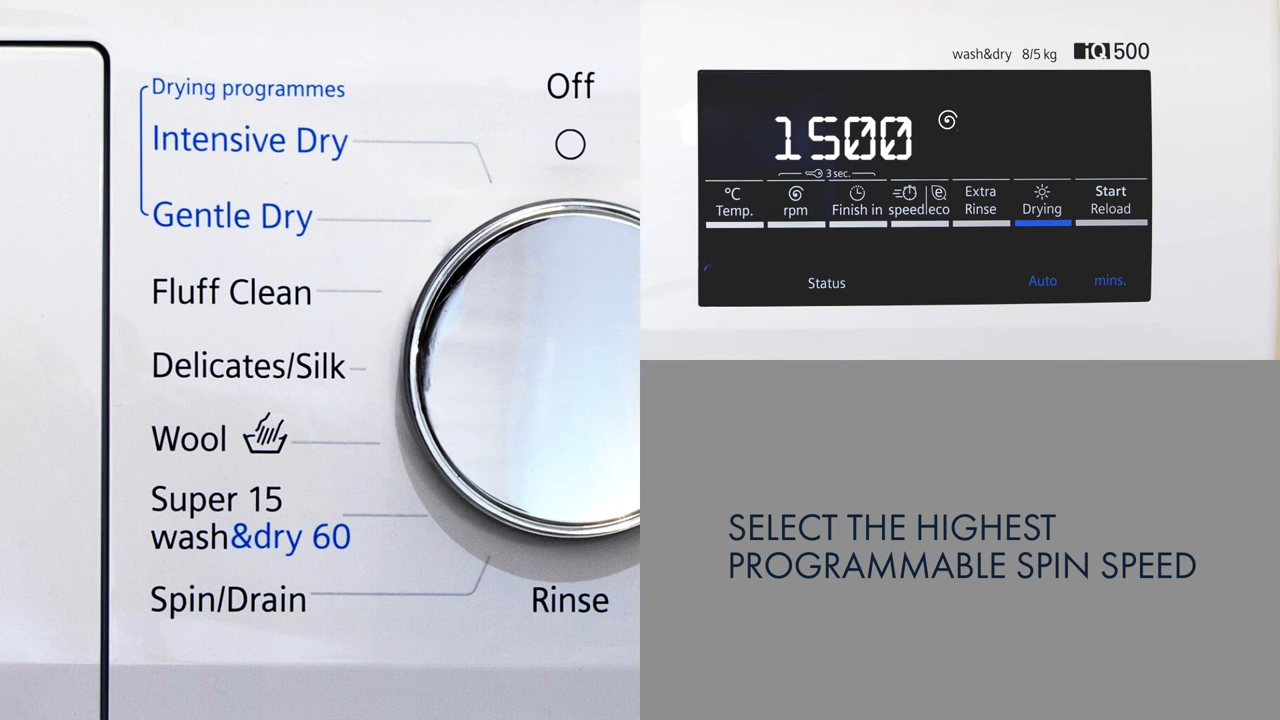 Drying programmes
Intensive Dry
Gentle Dry
Fluff Clean
Delicates/Silk
Wool
Super 15
wash&dry 60
Spin/Drain
Off
Rinse
wash&dry 8/5 kg iQ500
1500
3 sec.
°C
Temp.
rpm
Finish in
speed|eco
Extra
Rinse
Drying
Start
Reload
Status
Auto
mins.
SELECT THE HIGHEST
PROGRAMMABLE SPIN SPEED